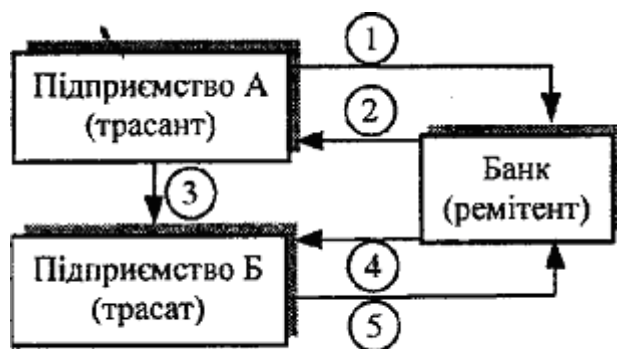 1
Підприємство А
(трасант)
2
Банк
(ремітент)
3
Підприємство Б
(трасат)
4
5